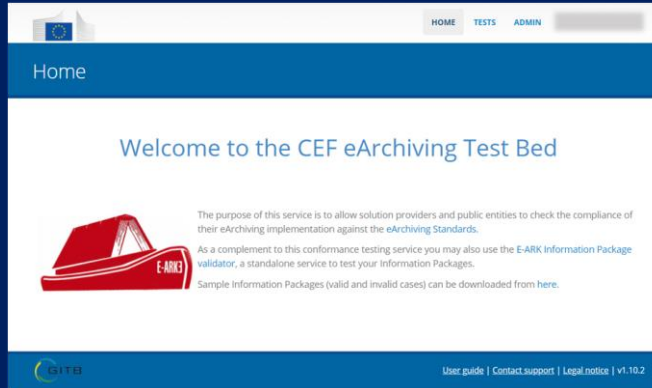 HOME TESTS ADMIN
Home
Welcome to the CEF eArchiving Test Bed
The purpose of this service is to allow solution providers and public entities to check the compliance of
their eArchiving implementation against the eArchiving Standards.
As a complement to this conformance testing service you may also use the E-ARK Information Package
validator, a standalone service to test your Information Packages.
E-ARK3
Sample Information Packages (valid and invalid cases) can be downloaded from here.
GITB
User guide | Contact support | Legal notice | v1.10.2